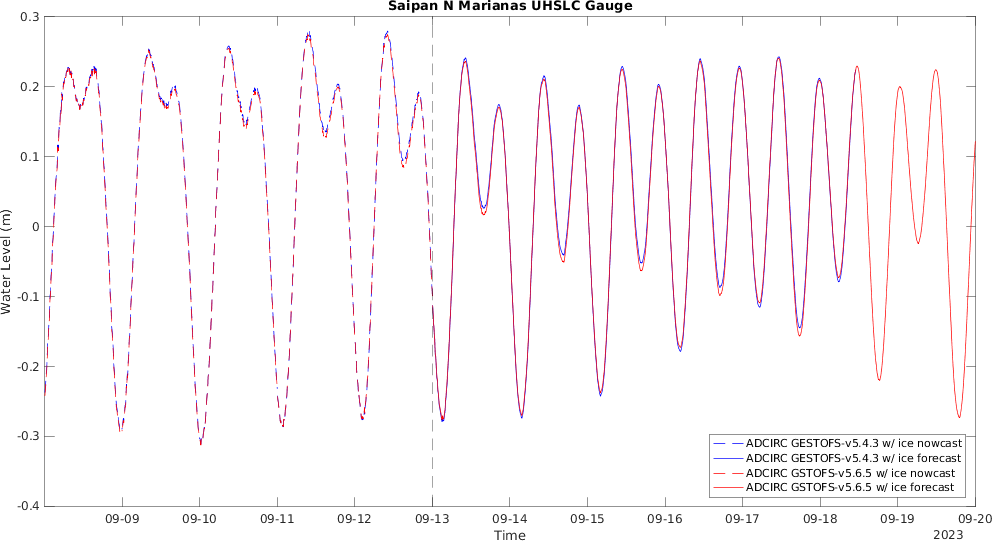 Saipan N Marianas UHSLC Gauge
0.3
0.2
0.1
0
-0.1
-0.2
-0.3
-0.4
Water Level (m)
ADCIRC GESTOFS-v5.4.3 w/ ice nowcast
ADCIRC GESTOFS-v5.4.3 w/ ice forecast
ADCIRC GSTOFS-v5.6.5 w/ ice nowcast
ADCIRC GSTOFS-v5.6.5 w/ ice forecast
09-09 09-10 09-11 09-12 09-13 09-14 09-15 09-16 09-17 09-18 09-19 09-20
Time
2023